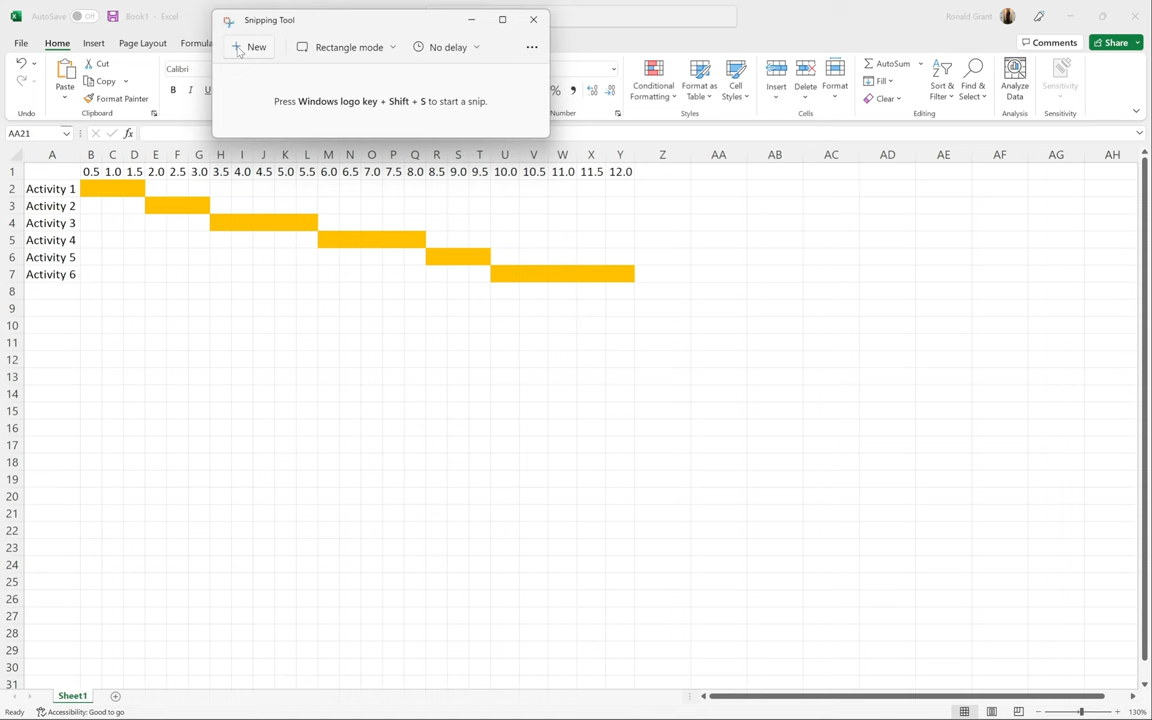 AutoSave Off Book1 - Excel
Snipping Tool
Ronald Grant
File Home Insert Page Layout Formula
Comments Share
New Rectangle mode No delay
Press Windows logo key + Shift + S to start a snip.
Paste Cut Copy Format Painter
Calibri
B I U
% 9
Conditional Formatting Format as Table Cell Styles
Insert Delete Format
AutoSum Fill Clear
Sort & Filter Find & Select
Analyze Data
Sensitivity
Undo Clipboard Number Styles Cells Editing Analysis Sensitivity
AA21 fx
A B C D E F G H I J K L M N O P Q R S T U V W X Y Z AA AB AC AD AE AF AG AH
1 0.5 1.0 1.5 2.0 2.5 3.0 3.5 4.0 4.5 5.0 5.5 6.0 6.5 7.0 7.5 8.0 8.5 9.0 9.5 10.0 10.5 11.0 11.5 12.0
2 Activity 1
3 Activity 2
4 Activity 3
5 Activity 4
6 Activity 5
7 Activity 6
8
9
10
11
12
13
14
15
16
17
18
19
20
21
22
23
24
25
26
27
28
29
30
31
Sheet1
Ready Accessibility: Good to go 130%